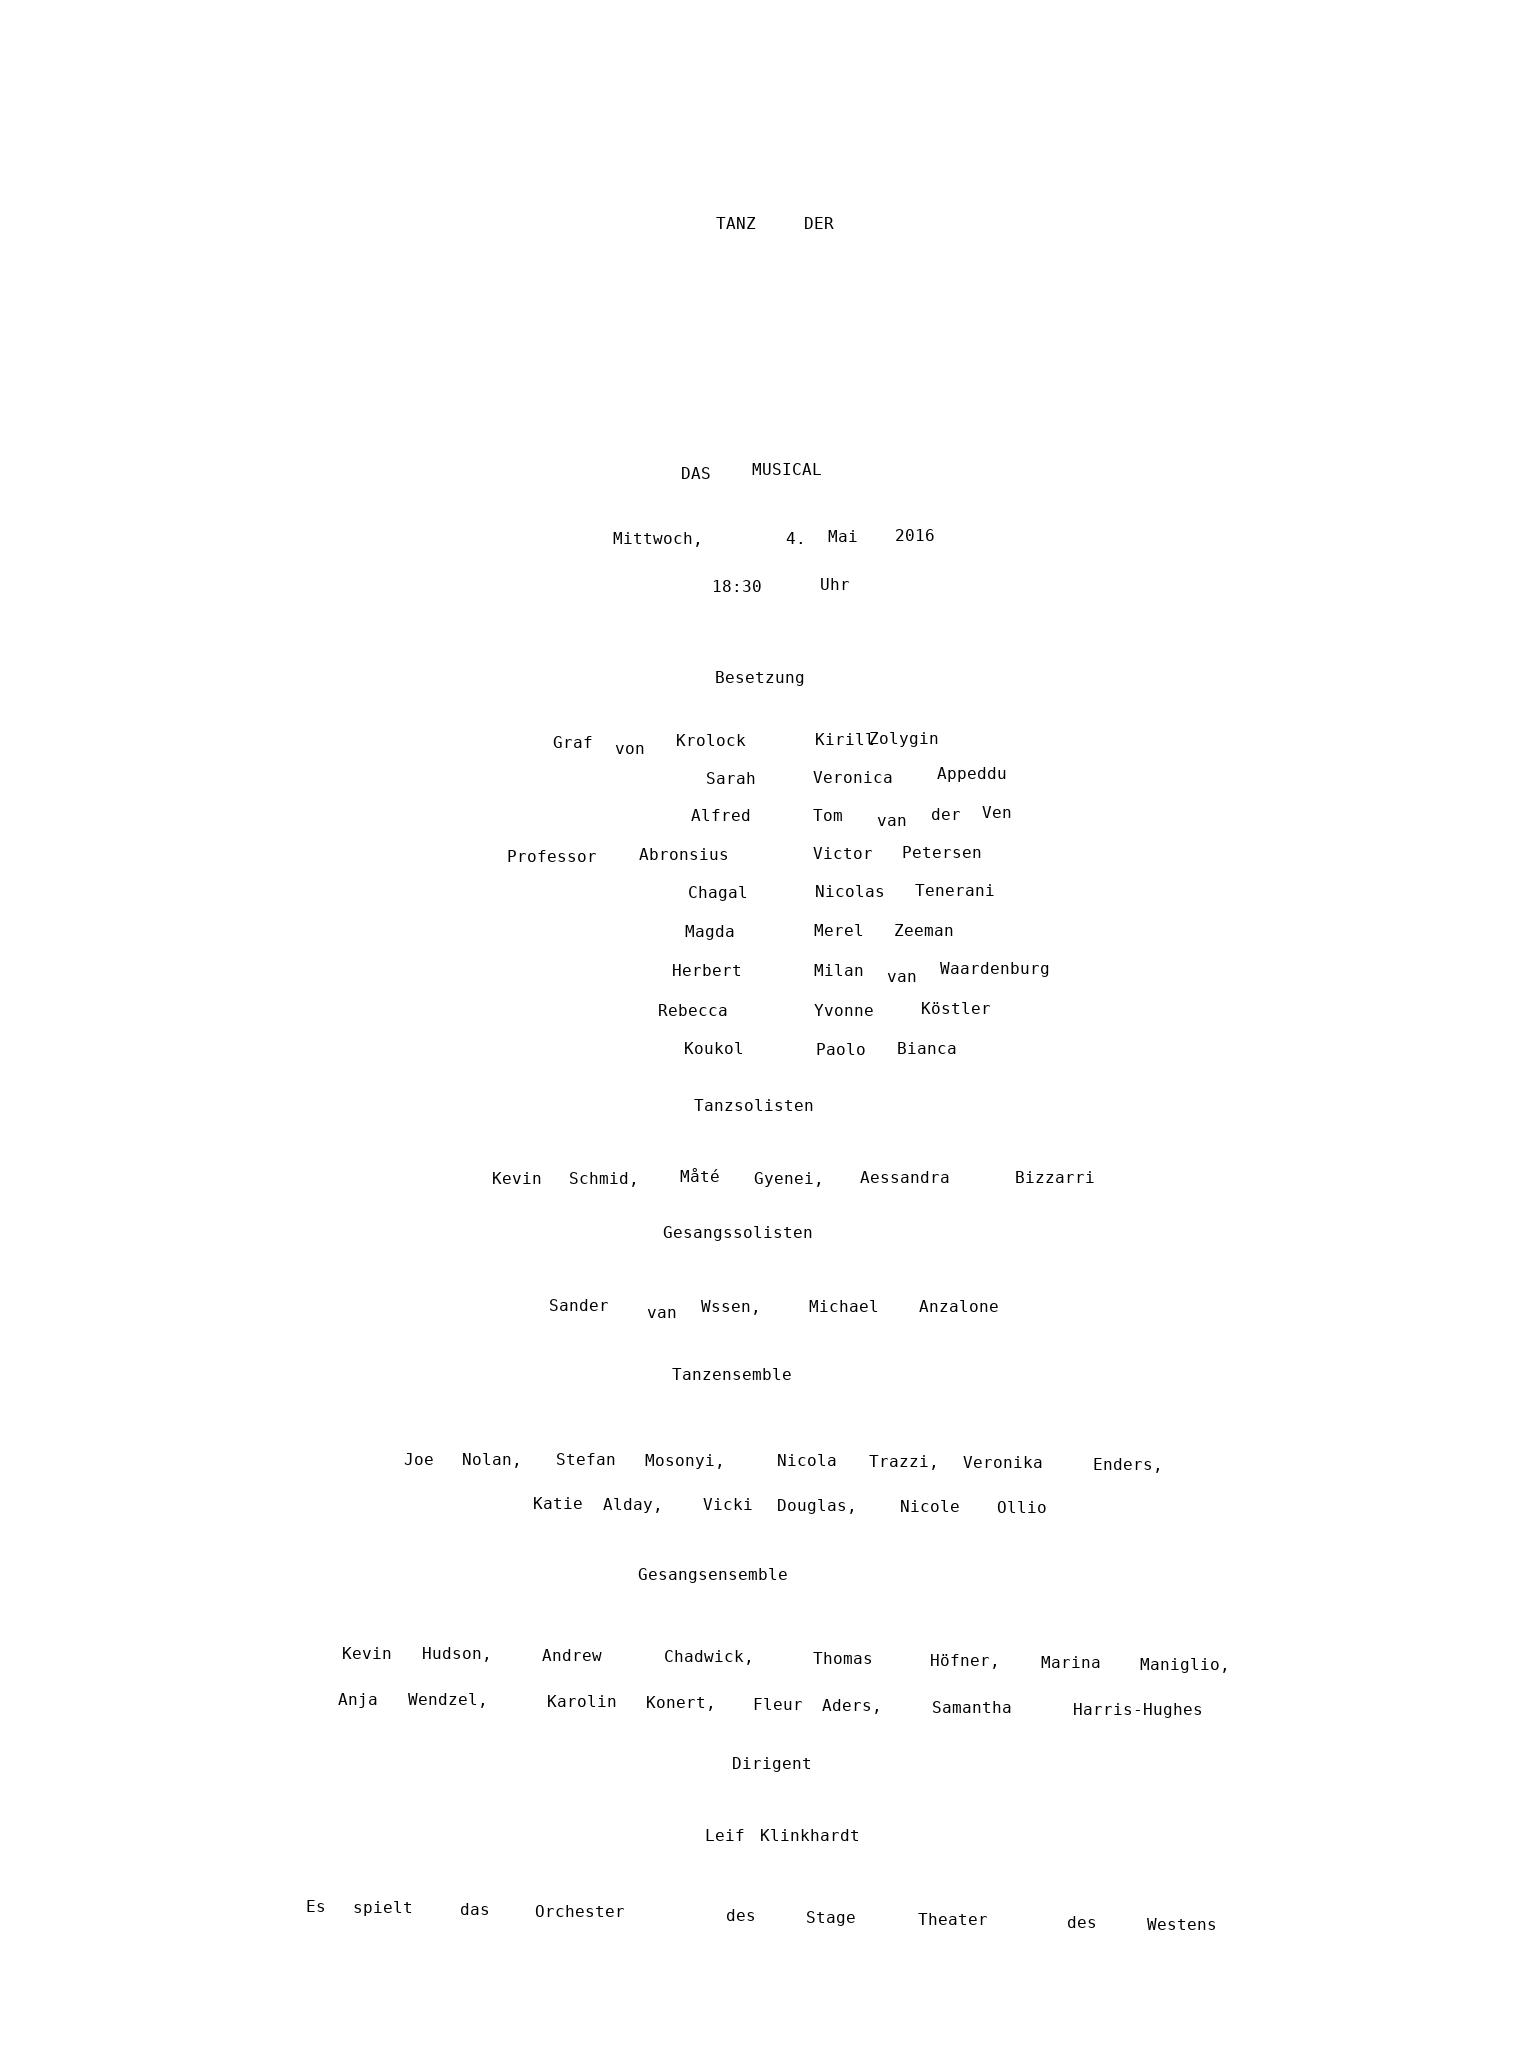 TANZ DER
DAS MUSICAL
Mittwoch, 4. Mai 2016
18:30 Uhr
Besetzung
Graf von Krolock Kirill Zolygin
Sarah Veronica Appeddu
Alfred Tom van der Ven
Professor Abronsius Victor Petersen
Chagal Nicolas Tenerani
Magda Merel Zeeman
Herbert Milan van Waardenburg
Rebecca Yvonne Köstler
Koukol Paolo Bianca
Tanzsolisten
Kevin Schmid, Måté Gyenei, Aessandra Bizzarri
Gesangssolisten
Sander van Wssen, Michael Anzalone
Tanzensemble
Joe Nolan, Stefan Mosonyi, Nicola Trazzi, Veronika Enders,
Katie Alday, Vicki Douglas, Nicole Ollio
Gesangsensemble
Kevin Hudson, Andrew Chadwick, Thomas Höfner, Marina Maniglio,
Anja Wendzel, Karolin Konert, Fleur Aders, Samantha Harris-Hughes
Dirigent
Leif Klinkhardt
Es spielt das Orchester des Stage Theater des Westens